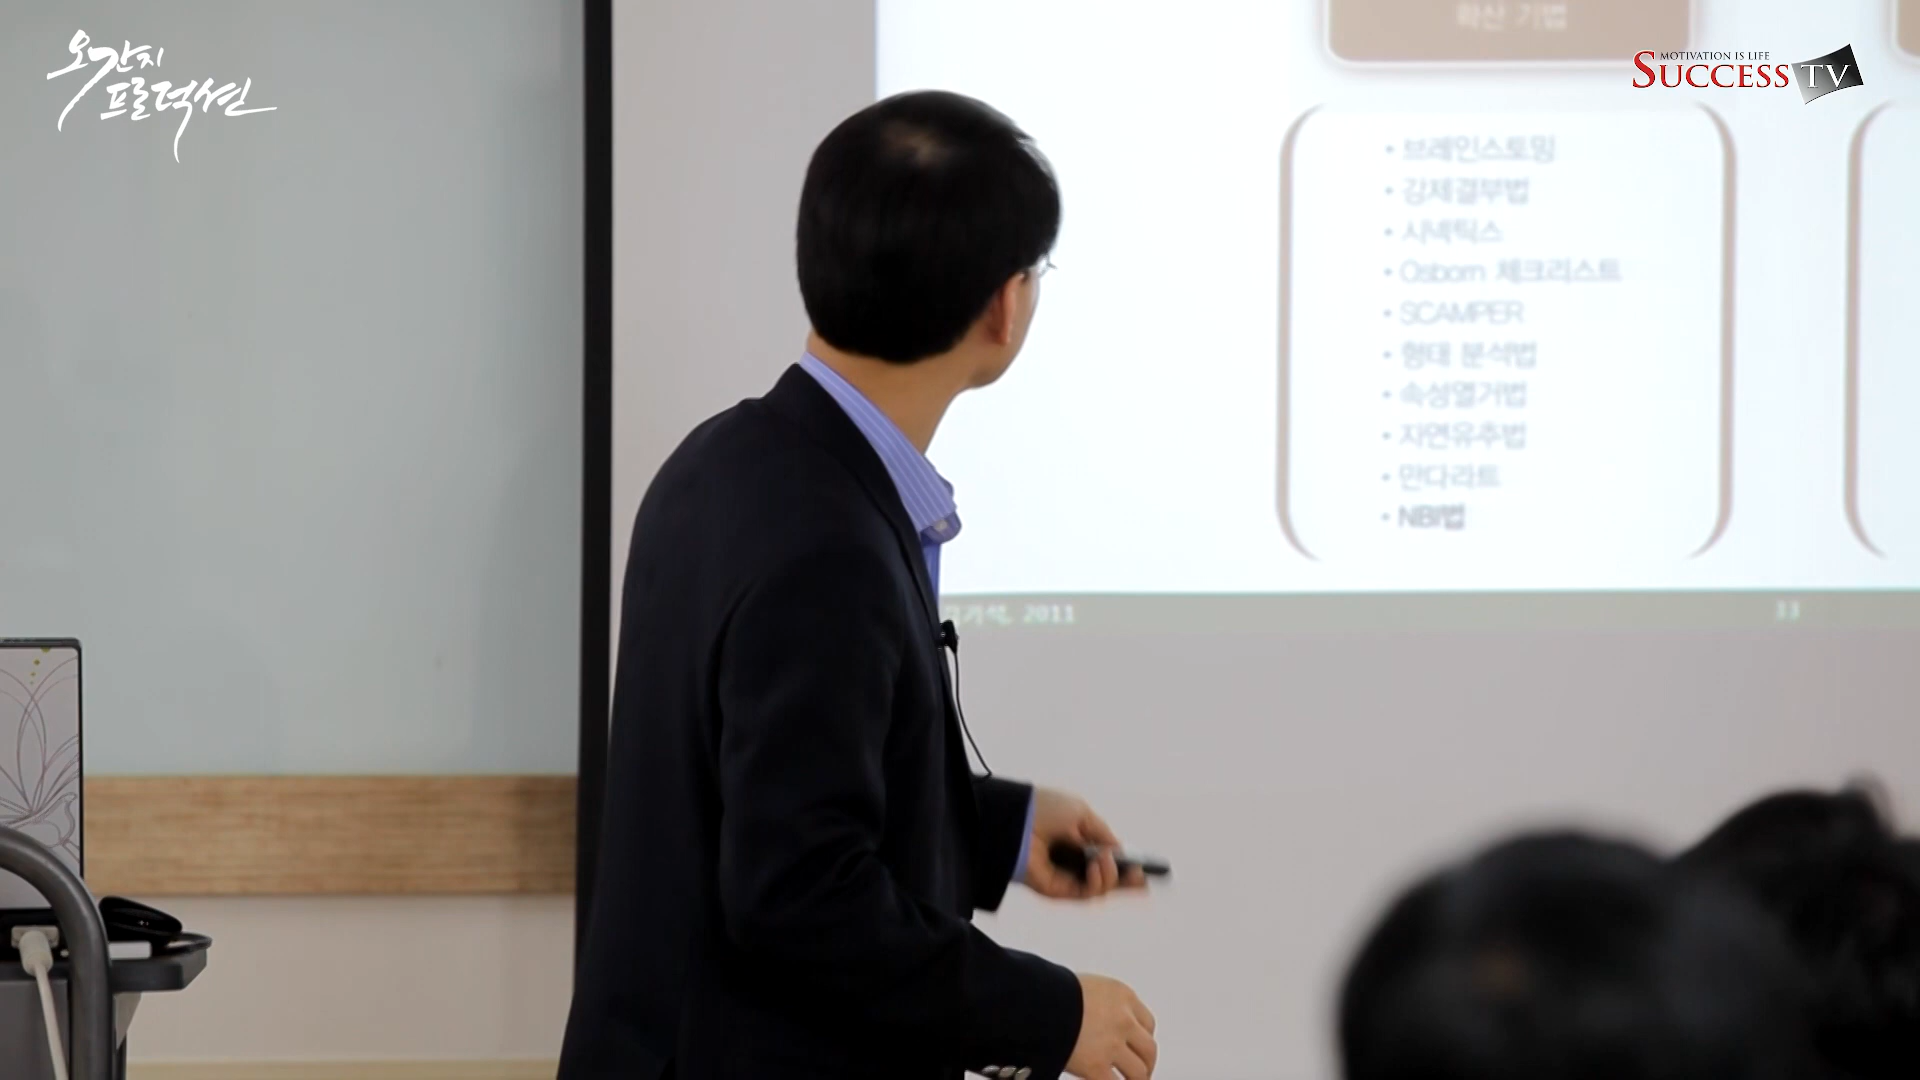 오간지
프로덕션
MOTIVATION IS LIFE
SUCCESS TV
확산 기법
• 브레인스토밍
• 강제결부법
• 시넥틱스
• Osborn 체크리스트
• SCAMPER
• 형태 분석법
• 속성열거법
• 자연유추법
• 만다라트
• NBI법
2011
33